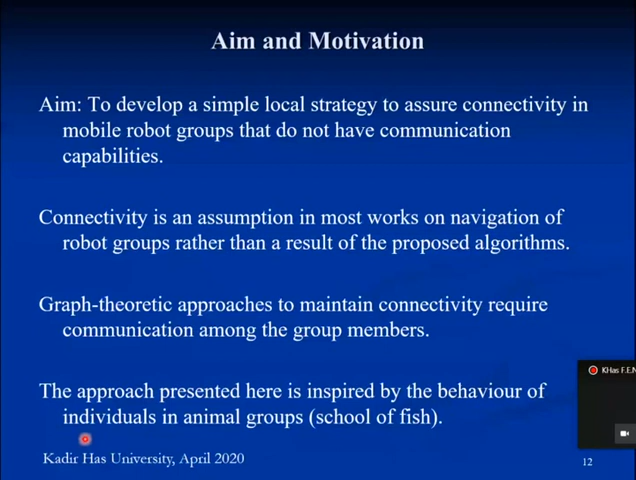 Aim and Motivation
Aim: To develop a simple local strategy to assure connectivity in
mobile robot groups that do not have communication
capabilities.
Connectivity is an assumption in most works on navigation of
robot groups rather than a result of the proposed algorithms.
Graph-theoretic approaches to maintain connectivity require
communication among the group members.
The approach presented here is inspired by the behaviour of
individuals in animal groups (school of fish).
KHas F.E.N
Kadir Has University, April 2020
12